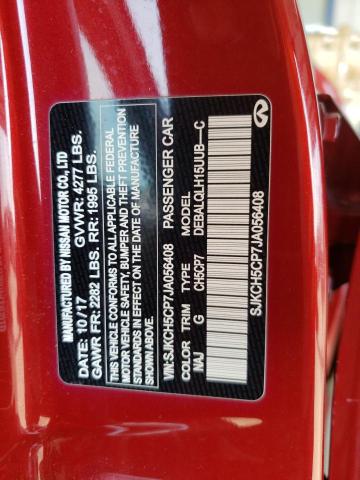 MANUFACTURED BY NISSAN MOTOR CO., LTD
DATE: 10/17 GVWR: 4277 LBS.
GAWR FR: 2282 LBS. RR: 1995 LBS.
THIS VEHICLE CONFORMS TO ALL APPLICABLE FEDERAL
MOTOR VEHICLE SAFETY, BUMPER AND THEFT PREVENTION
STANDARDS IN EFFECT ON THE DATE OF MANUFACTURE
SHOWN ABOVE.
VIN:SJKCH5CP7JA056408 PASSENGER CAR
COLOR TRIM TYPE MODEL
NAJ G CH5CP7 DEBALQLH15UUB--C
SJKCH5CP7JA056408